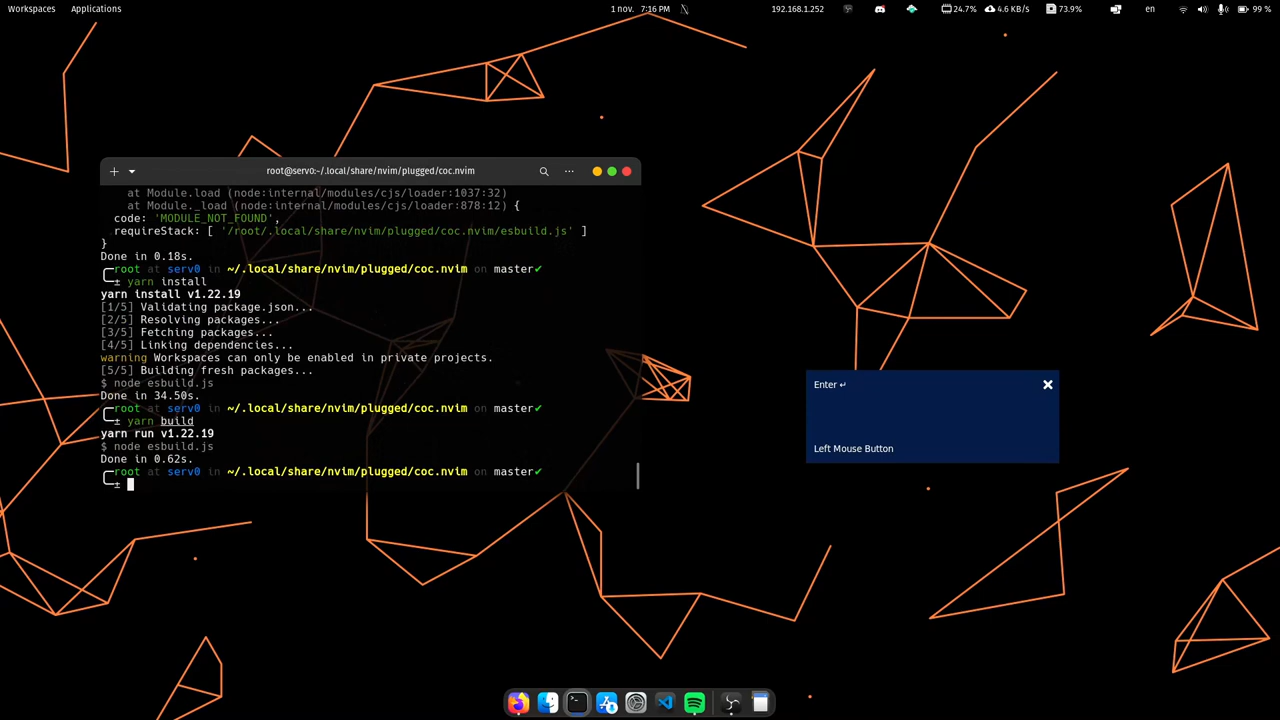 Workspaces Applications 1 nov. 7:16 PM 192.168.1.252 24.7% 4.6 KB/s 73.9% en 99 %
root@servo:~/.local/share/nvim/plugged/coc.nvim
at Module.load (node:internal/modules/cjs/loader:1037:32)
at Module._load (node:internal/modules/cjs/loader:878:12) {
code: 'MODULE_NOT_FOUND',
requireStack: [ '/root/.local/share/nvim/plugged/coc.nvim/esbuild.js' ]
}
Done in 0.18s.
root at serv0 in ~/.local/share/nvim/plugged/coc.nvim on master✔
± yarn install
yarn install v1.22.19
[1/5] Validating package.json...
[2/5] Resolving packages...
[3/5] Fetching packages...
[4/5] Linking dependencies...
warning Workspaces can only be enabled in private projects.
[5/5] Building fresh packages...
$ node esbuild.js
Done in 34.50s.
root at serv0 in ~/.local/share/nvim/plugged/coc.nvim on master✔
± yarn build
yarn run v1.22.19
$ node esbuild.js
Done in 0.62s.
root at serv0 in ~/.local/share/nvim/plugged/coc.nvim on master✔
±
Enter ↵
Left Mouse Button